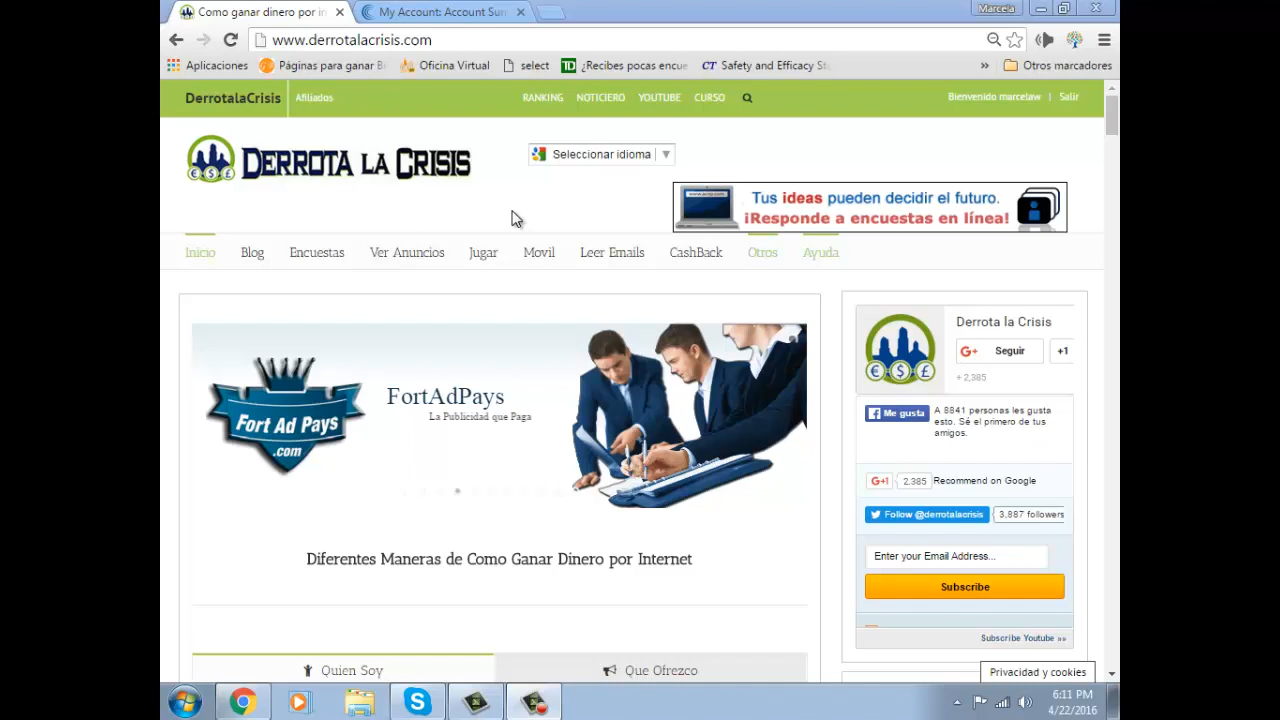 Como ganar dinero por in
My Account: Account Sun
Marcela
www.derrotalacrisis.com
Aplicaciones
Páginas para ganar Bi
Oficina Virtual
select
¿Recibes pocas encue
CT Safety and Efficacy St
»
Otros marcadores
DerrotalaCrisis
Afiliados
RANKING
NOTICIERO
YOUTUBE
CURSO
Bienvenido marcelaw | Salir
DERROTA LA CRISIS
Seleccionar idioma
Tus ideas pueden decidir el futuro.
¡Responde a encuestas en línea!
Inicio
Blog
Encuestas
Ver Anuncios
Jugar
Movil
Leer Emails
CashBack
Otros
Ayuda
FortAdPays
La Publicidad que Paga
Fort Ad Pays
.com
Diferentes Maneras de Como Ganar Dinero por Internet
Quien Soy
Que Ofrezco
Derrota la Crisis
G+ Seguir
+1
+ 2,385
Me gusta
A 8841 personas les gusta
esto. Sé el primero de tus
amigos.
G+1 2,385 Recommend on Google
Follow @derrotalacrisis
3,887 followers
Enter your Email Address...
Subscribe
Subscribe Youtube »»
Privacidad y cookies
6:11 PM
4/22/2016